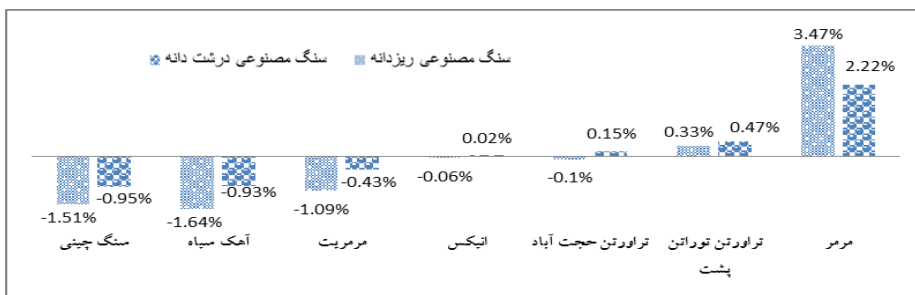 سنگ مصنوعی ریزدانه سنگ مصنوعی درشت دانه
3.47%
2.22%
0.33% 0.47%
-0.1% 0.15%
-0.06% 0.02%
-1.09% -0.43%
-1.64% -0.93%
-1.51% -0.95%
مرمر
تراورتن توراتن
پشت
تراورتن حجت آباد
انیکس
مرمریت
آهک سیاه
سنگ چینی